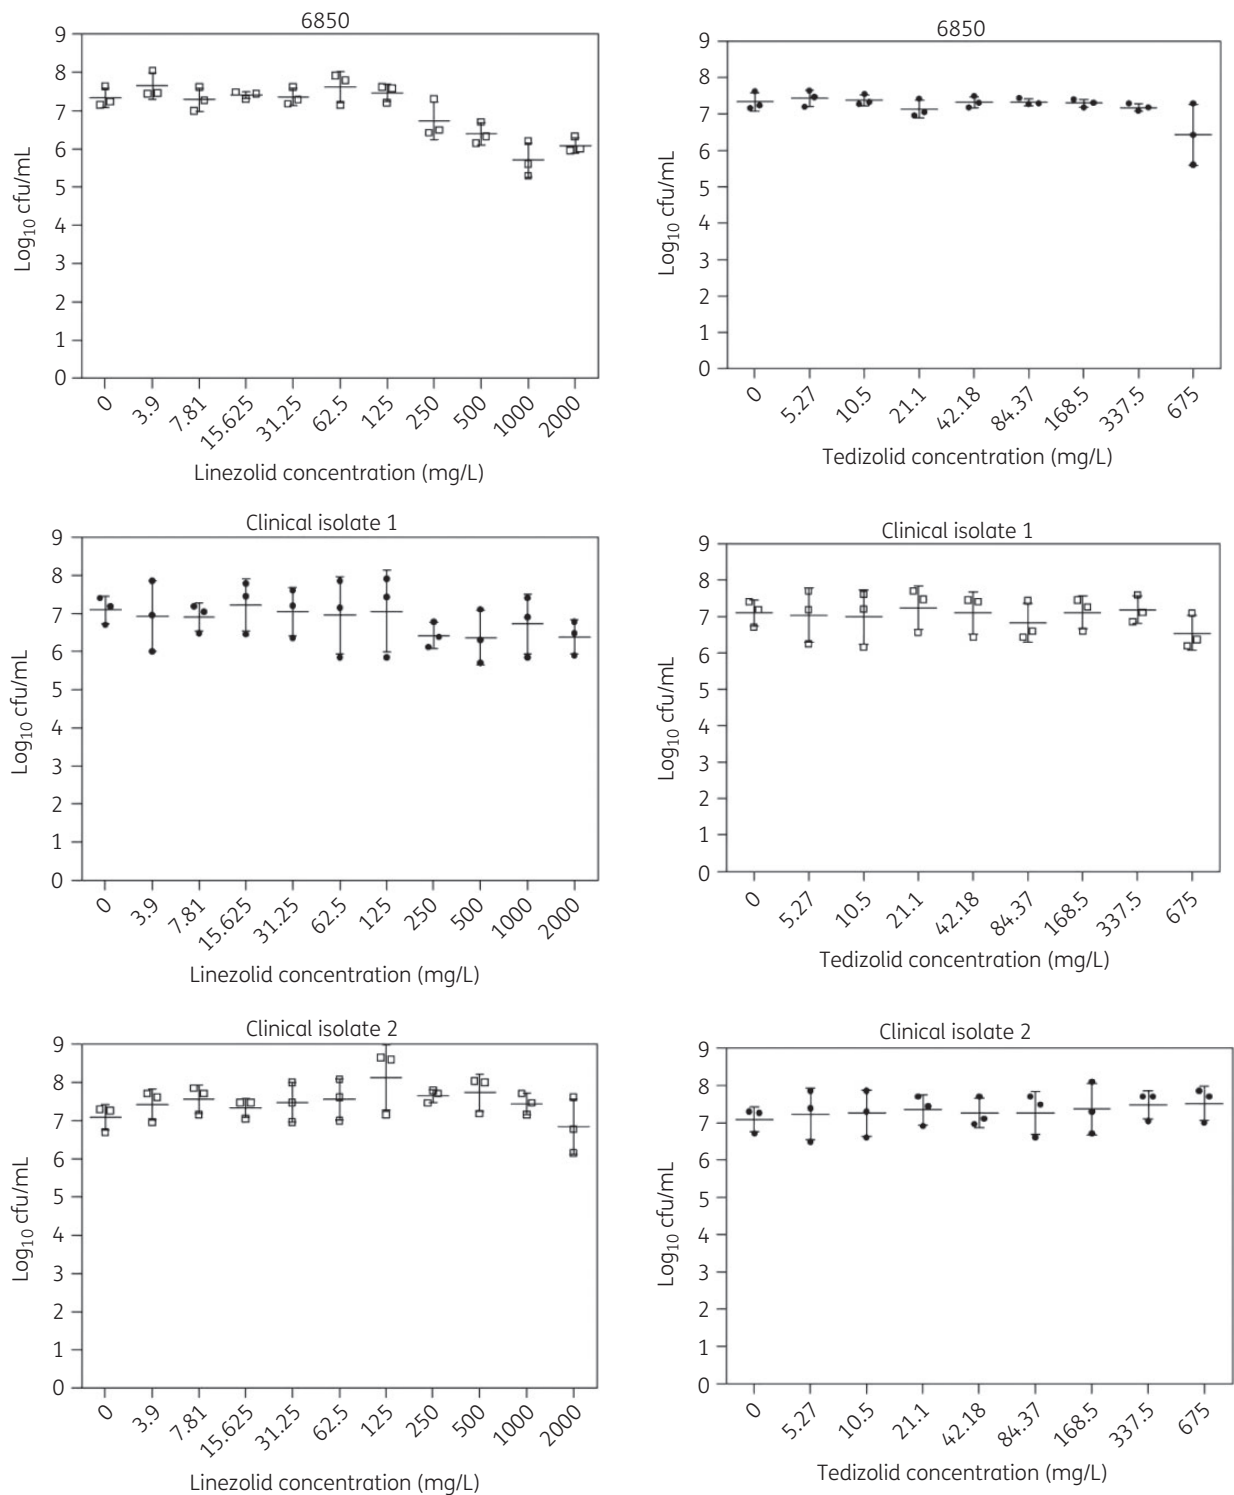 6850
9
8
7
6
5
4
3
2
1
0
Log10 cfu/mL
0 3.9 7.81 15.625 31.25 62.5 125 250 500 1000 2000
Linezolid concentration (mg/L)
6850
9
8
7
6
5
4
3
2
1
0
Log10 cfu/mL
0 5.27 10.5 21.1 42.18 84.37 168.5 337.5 675
Tedizolid concentration (mg/L)
Clinical isolate 1
9
8
7
6
5
4
3
2
1
0
Log10 cfu/mL
0 3.9 7.81 15.625 31.25 62.5 125 250 500 1000 2000
Linezolid concentration (mg/L)
Clinical isolate 1
9
8
7
6
5
4
3
2
1
0
Log10 cfu/mL
0 5.27 10.5 21.1 42.18 84.37 168.5 337.5 675
Tedizolid concentration (mg/L)
Clinical isolate 2
9
8
7
6
5
4
3
2
1
0
Log10 cfu/mL
0 3.9 7.81 15.625 31.25 62.5 125 250 500 1000 2000
Linezolid concentration (mg/L)
Clinical isolate 2
9
8
7
6
5
4
3
2
1
0
Log10 cfu/mL
0 5.27 10.5 21.1 42.18 84.37 168.5 337.5 675
Tedizolid concentration (mg/L)